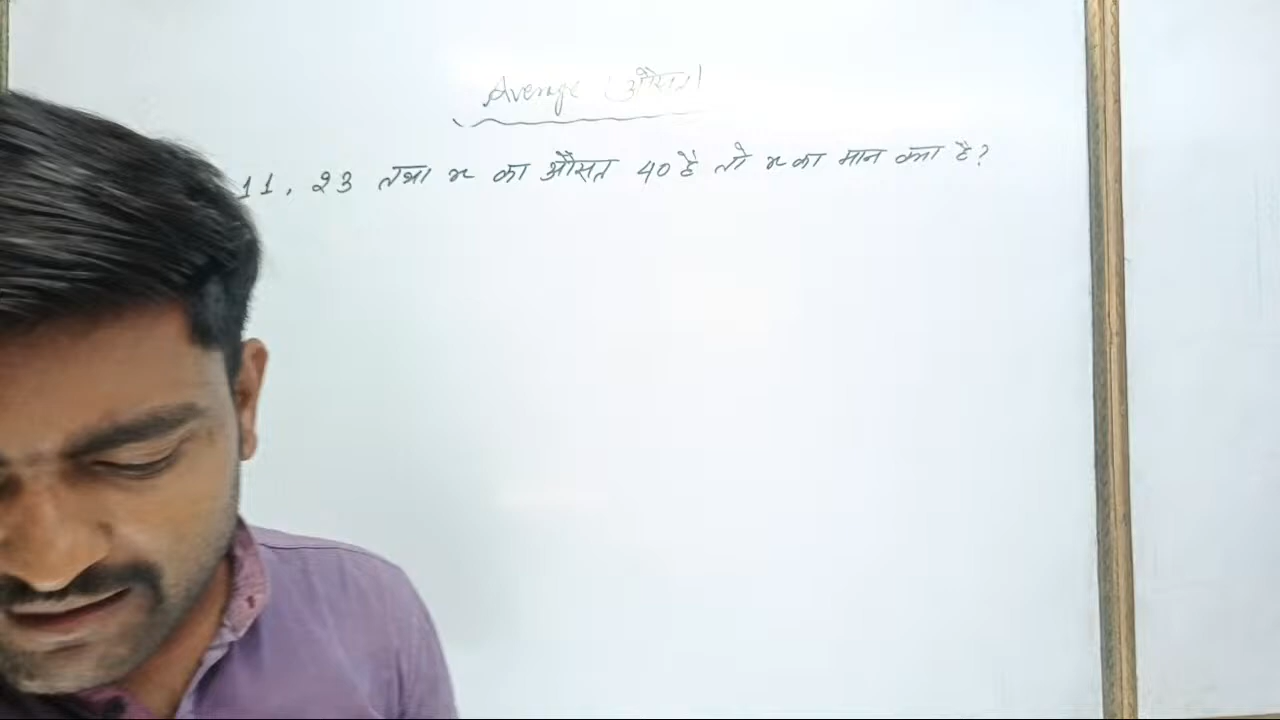 Average (औसत)
11, 23 तथा x का औसत 40 है तो x का मान क्या है?